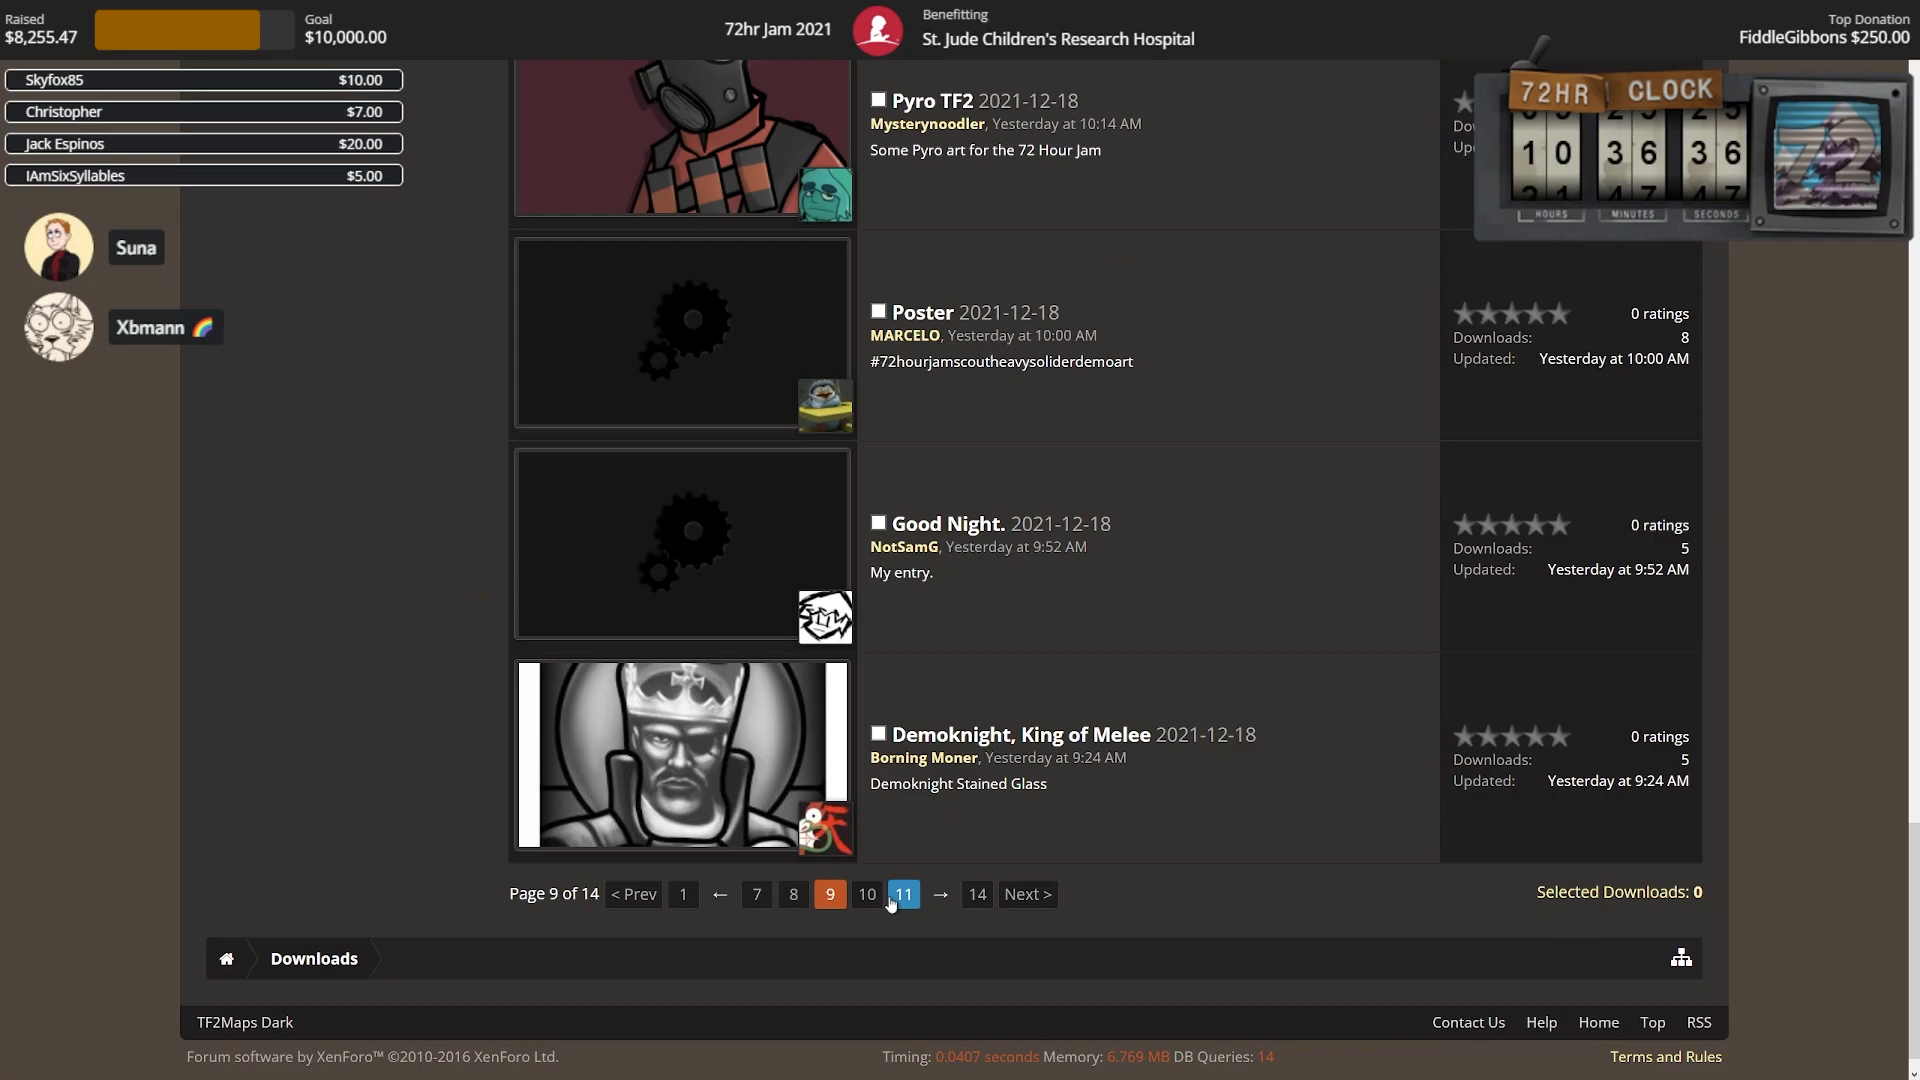 Raised
$8,255.47
Goal
$10,000.00
72hr Jam 2021
Benefitting
St. Jude Children's Research Hospital
Top Donation
FiddleGibbons $250.00
Skyfox85 $10.00
Christopher $7.00
Jack Espinos $20.00
IAmSixSyllables $5.00
Suna
Xbmann 🌈
72HR CLOCK
10 36 36
21 47 47
HOURS MINUTES SECONDS
72
Pyro TF2 2021-12-18
Mysterynoodler, Yesterday at 10:14 AM
Some Pyro art for the 72 Hour Jam
Dow
Up
Poster 2021-12-18
MARCELO, Yesterday at 10:00 AM
#72hourjamscoutheavysoliderdemoart
0 ratings
Downloads: 8
Updated: Yesterday at 10:00 AM
Good Night. 2021-12-18
NotSamG, Yesterday at 9:52 AM
My entry.
0 ratings
Downloads: 5
Updated: Yesterday at 9:52 AM
Demoknight, King of Melee 2021-12-18
Borning Moner, Yesterday at 9:24 AM
Demoknight Stained Glass
0 ratings
Downloads: 5
Updated: Yesterday at 9:24 AM
Page 9 of 14 < Prev 1 ← 7 8 9 10 11 → 14 Next >
Selected Downloads: 0
Downloads
TF2Maps Dark
Contact Us Help Home Top RSS
Forum software by XenForo™ ©2010-2016 XenForo Ltd.
Timing: 0.0407 seconds Memory: 6.769 MB DB Queries: 14
Terms and Rules